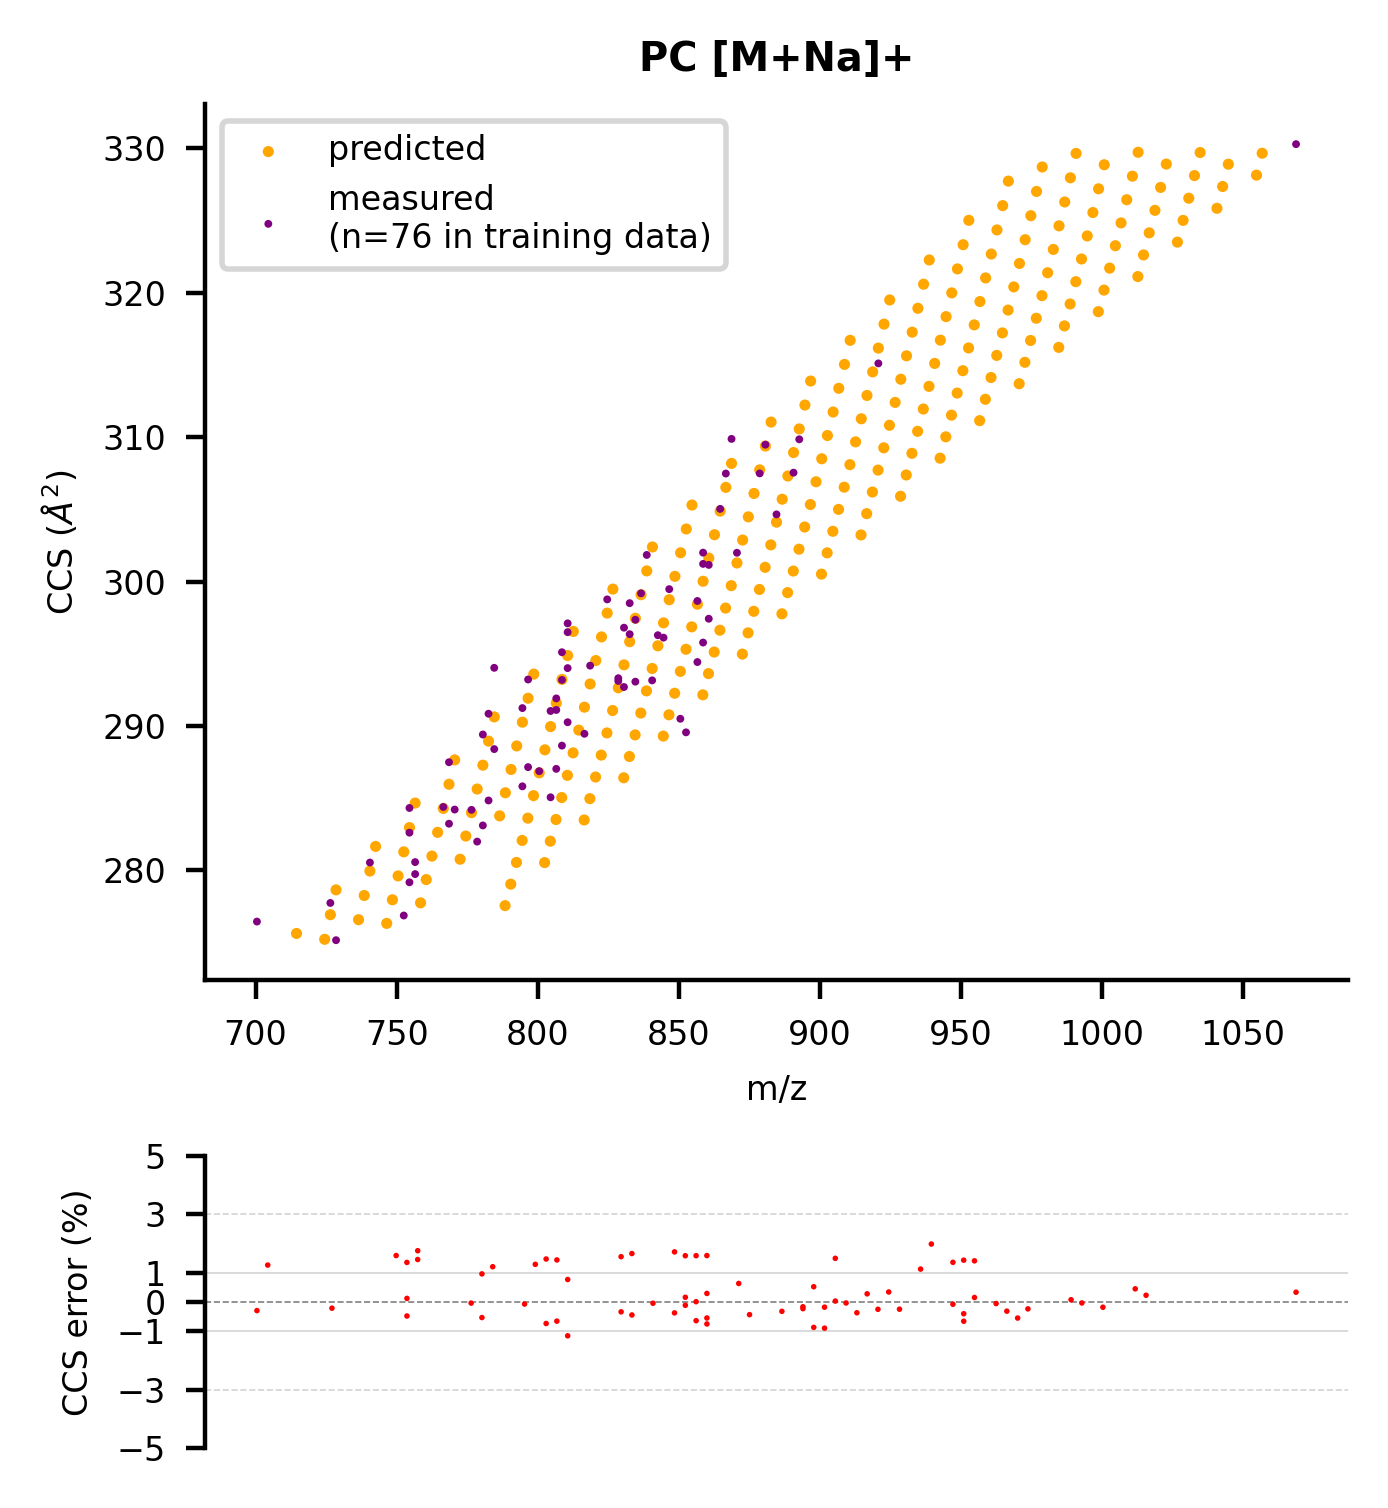 PC [M+Na]+
predicted
measured
(n=76 in training data)
330
320
310
300
290
280
CCS (Å²)
700 750 800 850 900 950 1000 1050
m/z
5
3
1
0
−1
−3
−5
CCS error (%)